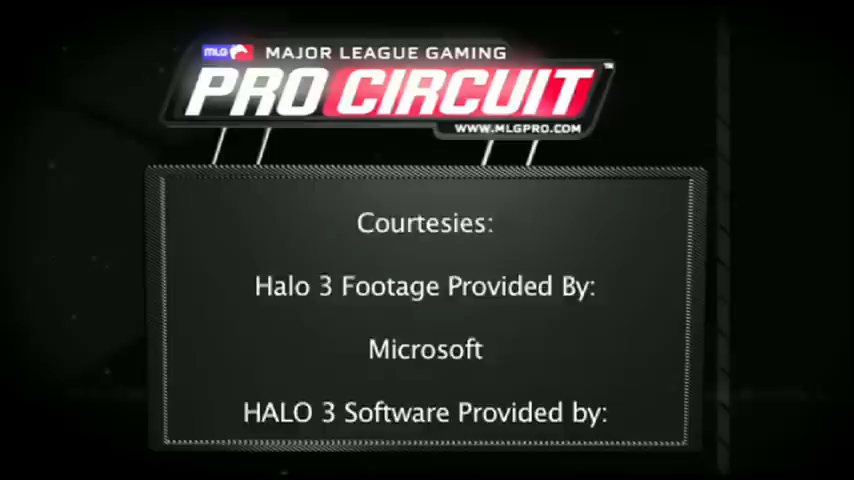 MLG MAJOR LEAGUE GAMING
PRO CIRCUIT™
WWW.MLGPRO.COM
Courtesies:
Halo 3 Footage Provided By:
Microsoft
HALO 3 Software Provided by: